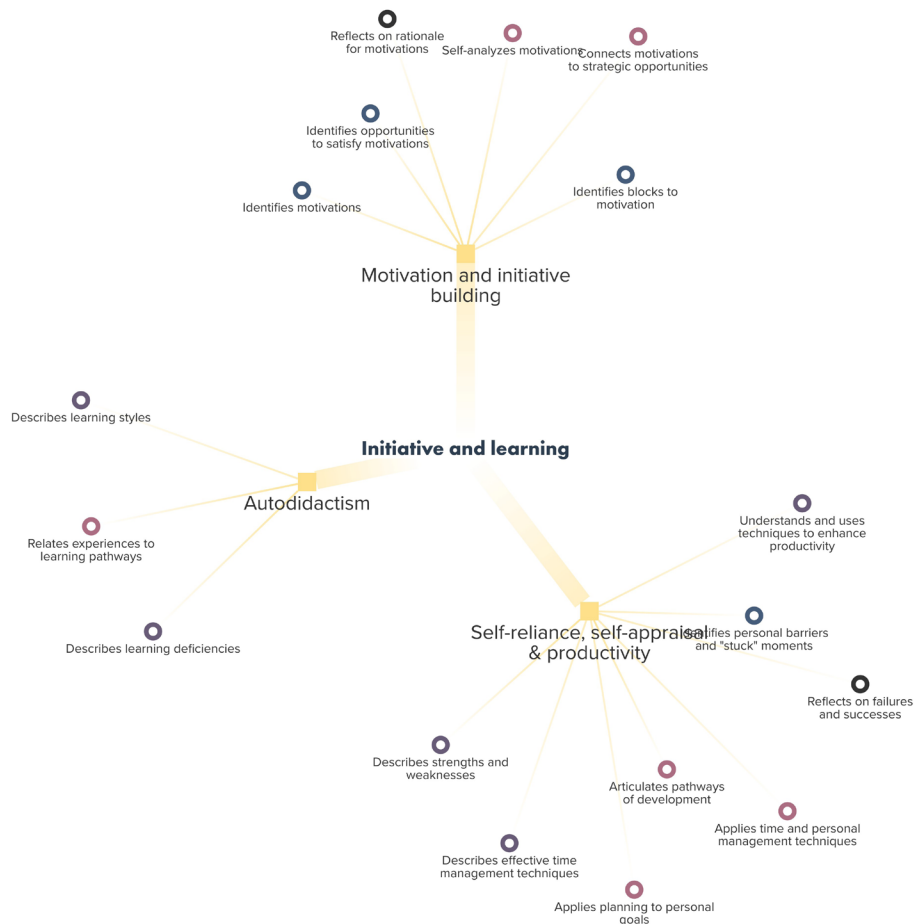 Reflects on rationale
for motivations
Self-analyzes motivations
Connects motivations
to strategic opportunities
Identifies opportunities
to satisfy motivations
Identifies motivations
Identifies blocks to
motivation
Motivation and initiative
building
Describes learning styles
Initiative and learning
Autodidactism
Relates experiences to
learning pathways
Describes learning deficiencies
Understands and uses
techniques to enhance
productivity
Self-reliance, self-appraisal
& productivity
Identifies personal barriers
and "stuck" moments
Reflects on failures
and successes
Describes strengths and
weaknesses
Articulates pathways
of development
Applies time and personal
management techniques
Describes effective time
management techniques
Applies planning to personal
goals